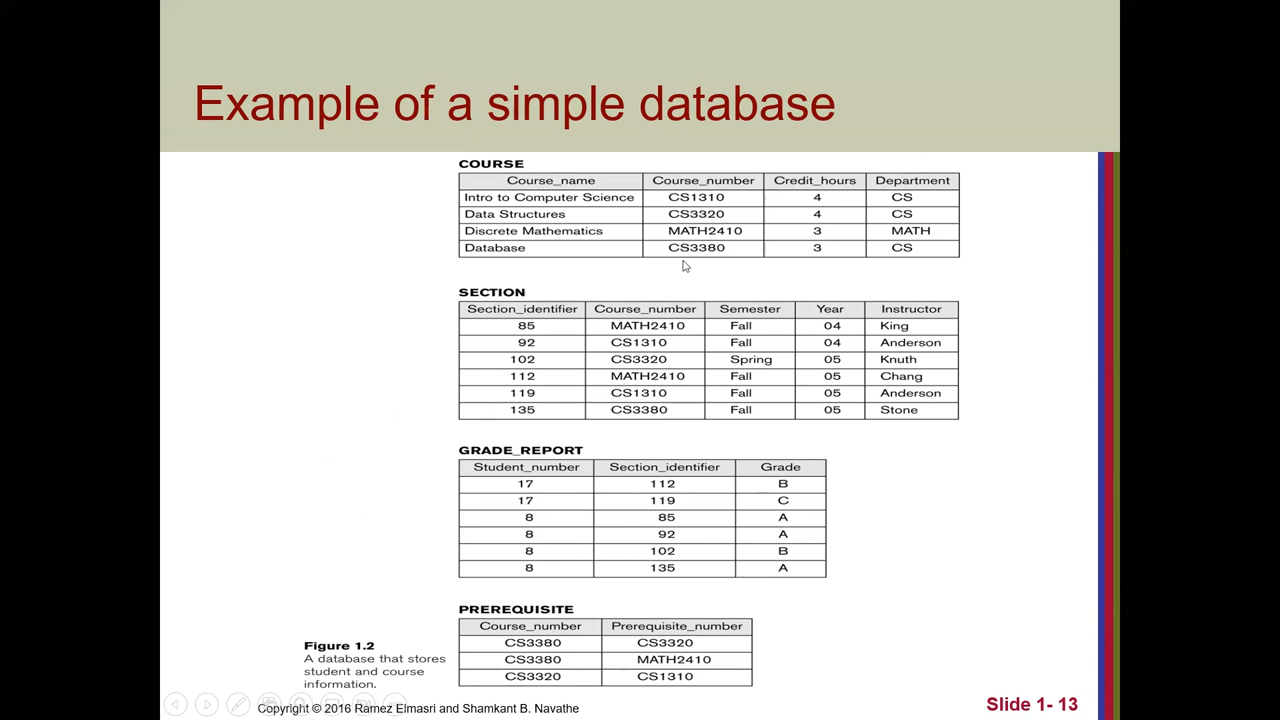 Example of a simple database
COURSE
Course_name Course_number Credit_hours Department
Intro to Computer Science CS1310 4 CS
Data Structures CS3320 4 CS
Discrete Mathematics MATH2410 3 MATH
Database CS3380 3 CS
SECTION
Section_identifier Course_number Semester Year Instructor
85 MATH2410 Fall 04 King
92 CS1310 Fall 04 Anderson
102 CS3320 Spring 05 Knuth
112 MATH2410 Fall 05 Chang
119 CS1310 Fall 05 Anderson
135 CS3380 Fall 05 Stone
GRADE_REPORT
Student_number Section_identifier Grade
17 112 B
17 119 C
8 85 A
8 92 A
8 102 B
8 135 A
PREREQUISITE
Course_number Prerequisite_number
CS3380 CS3320
CS3380 MATH2410
CS3320 CS1310
Figure 1.2
A database that stores
student and course
information.
Copyright © 2016 Ramez Elmasri and Shamkant B. Navathe
Slide 1- 13